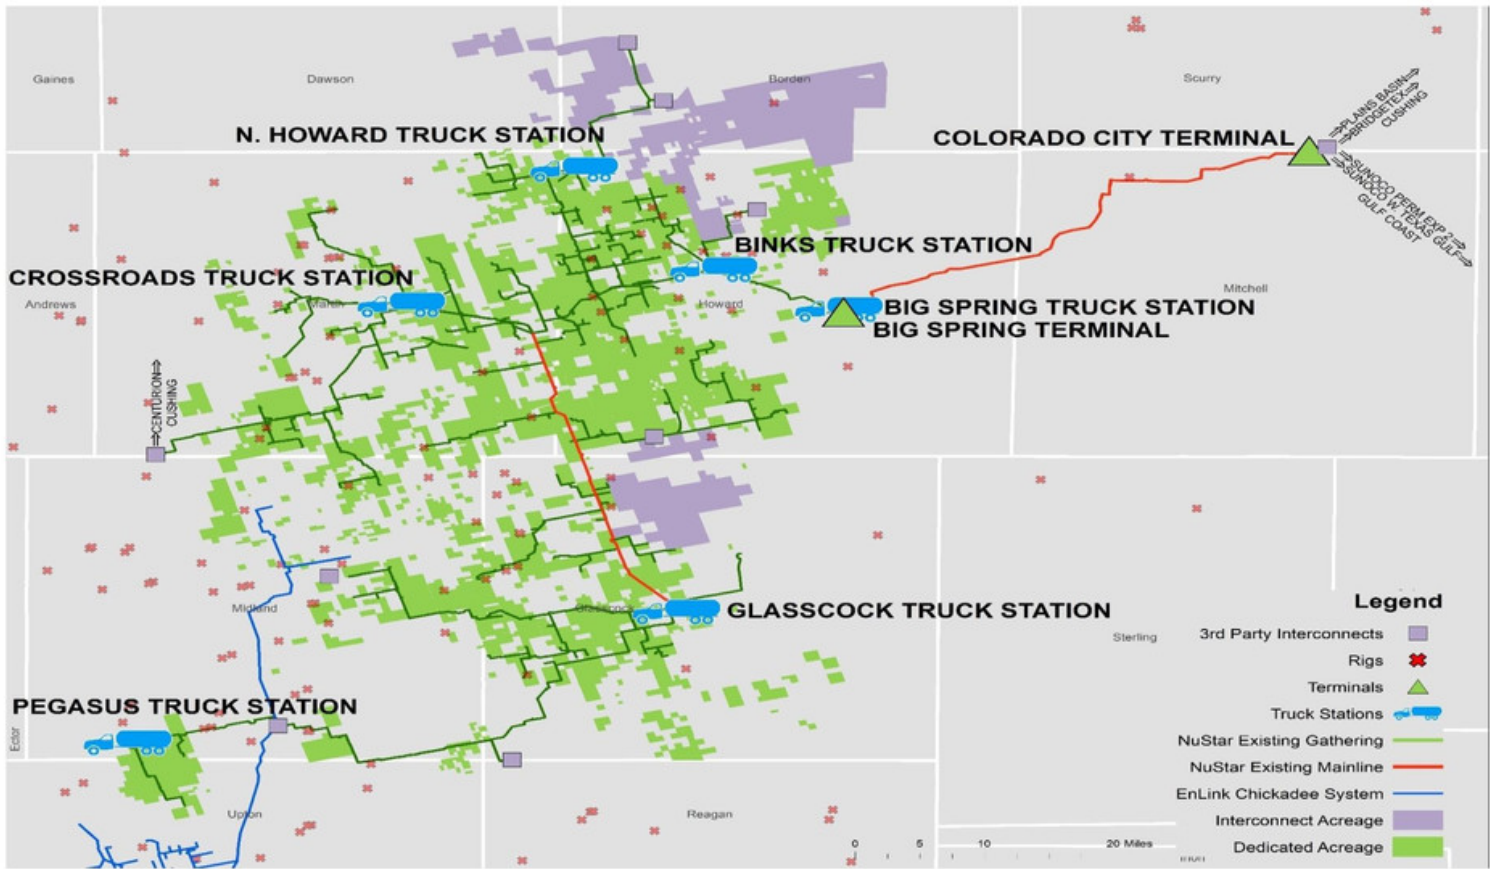 Gaines
Dawson
Borden
Scurry
N. HOWARD TRUCK STATION
COLORADO CITY TERMINAL
⇒PLAINS BASIN⇒
⇒BRIDGETEX⇒
CUSHING
⇒SUNOCO PERM EXP 2⇒
⇒SUNOCO W. TEXAS GULF⇒
GULF COAST
BINKS TRUCK STATION
CROSSROADS TRUCK STATION
Andrews
Martin
Howard
Mitchell
BIG SPRING TRUCK STATION
BIG SPRING TERMINAL
⇒CENTURION⇒
CUSHING
Midland
Glasscock
GLASSCOCK TRUCK STATION
Sterling
PEGASUS TRUCK STATION
Ector
Upton
Reagan
Legend
3rd Party Interconnects
Rigs
Terminals
Truck Stations
NuStar Existing Gathering
NuStar Existing Mainline
EnLink Chickadee System
Interconnect Acreage
Dedicated Acreage
0 5 10 20 Miles